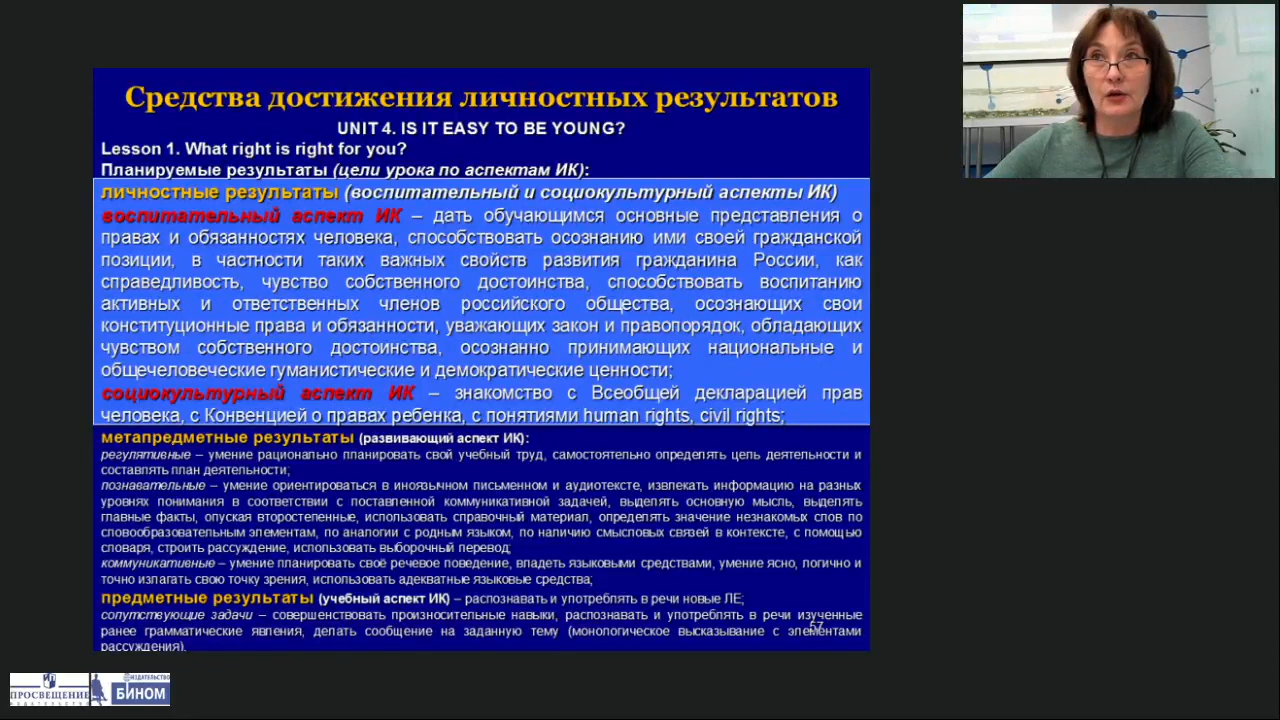 Средства достижения личностных результатов
UNIT 4. IS IT EASY TO BE YOUNG?
Lesson 1. What right is right for you?
Планируемые результаты (цели урока по аспектам ИК):
личностные результаты (воспитательный и социокультурный аспекты ИК)
воспитательный аспект ИК – дать обучающимся основные представления о
правах и обязанностях человека, способствовать осознанию ими своей гражданской
позиции, в частности таких важных свойств развития гражданина России, как
справедливость, чувство собственного достоинства, способствовать воспитанию
активных и ответственных членов российского общества, осознающих свои
конституционные права и обязанности, уважающих закон и правопорядок, обладающих
чувством собственного достоинства, осознанно принимающих национальные и
общечеловеческие гуманистические и демократические ценности;
социокультурный аспект ИК – знакомство с Всеобщей декларацией прав
человека, с Конвенцией о правах ребенка, с понятиями human rights, civil rights;
метапредметные результаты (развивающий аспект ИК):
регулятивные – умение рационально планировать свой учебный труд, самостоятельно определять цель деятельности и
составлять план деятельности;
познавательные – умение ориентироваться в иноязычном письменном и аудиотексте, извлекать информацию на разных
уровнях понимания в соответствии с поставленной коммуникативной задачей, выделять основную мысль, выделять
главные факты, опуская второстепенные, использовать справочный материал, определять значение незнакомых слов по
словообразовательным элементам, по аналогии с родным языком, по наличию смысловых связей в контексте, с помощью
словаря, строить рассуждение, использовать выборочный перевод;
коммуникативные – умение планировать своё речевое поведение, владеть языковыми средствами, умение ясно, логично и
точно излагать свою точку зрения, использовать адекватные языковые средства;
предметные результаты (учебный аспект ИК) – распознавать и употреблять в речи новые ЛЕ;
сопутствующие задачи – совершенствовать произносительные навыки, распознавать и употреблять в речи изученные
ранее грамматические явления, делать сообщение на заданную тему (монологическое высказывание с элементами
рассуждения).
57
ПРОСВЕЩЕНИЕ
ИЗДАТЕЛЬСТВО
ИЗДАТЕЛЬСТВО
БИНОМ